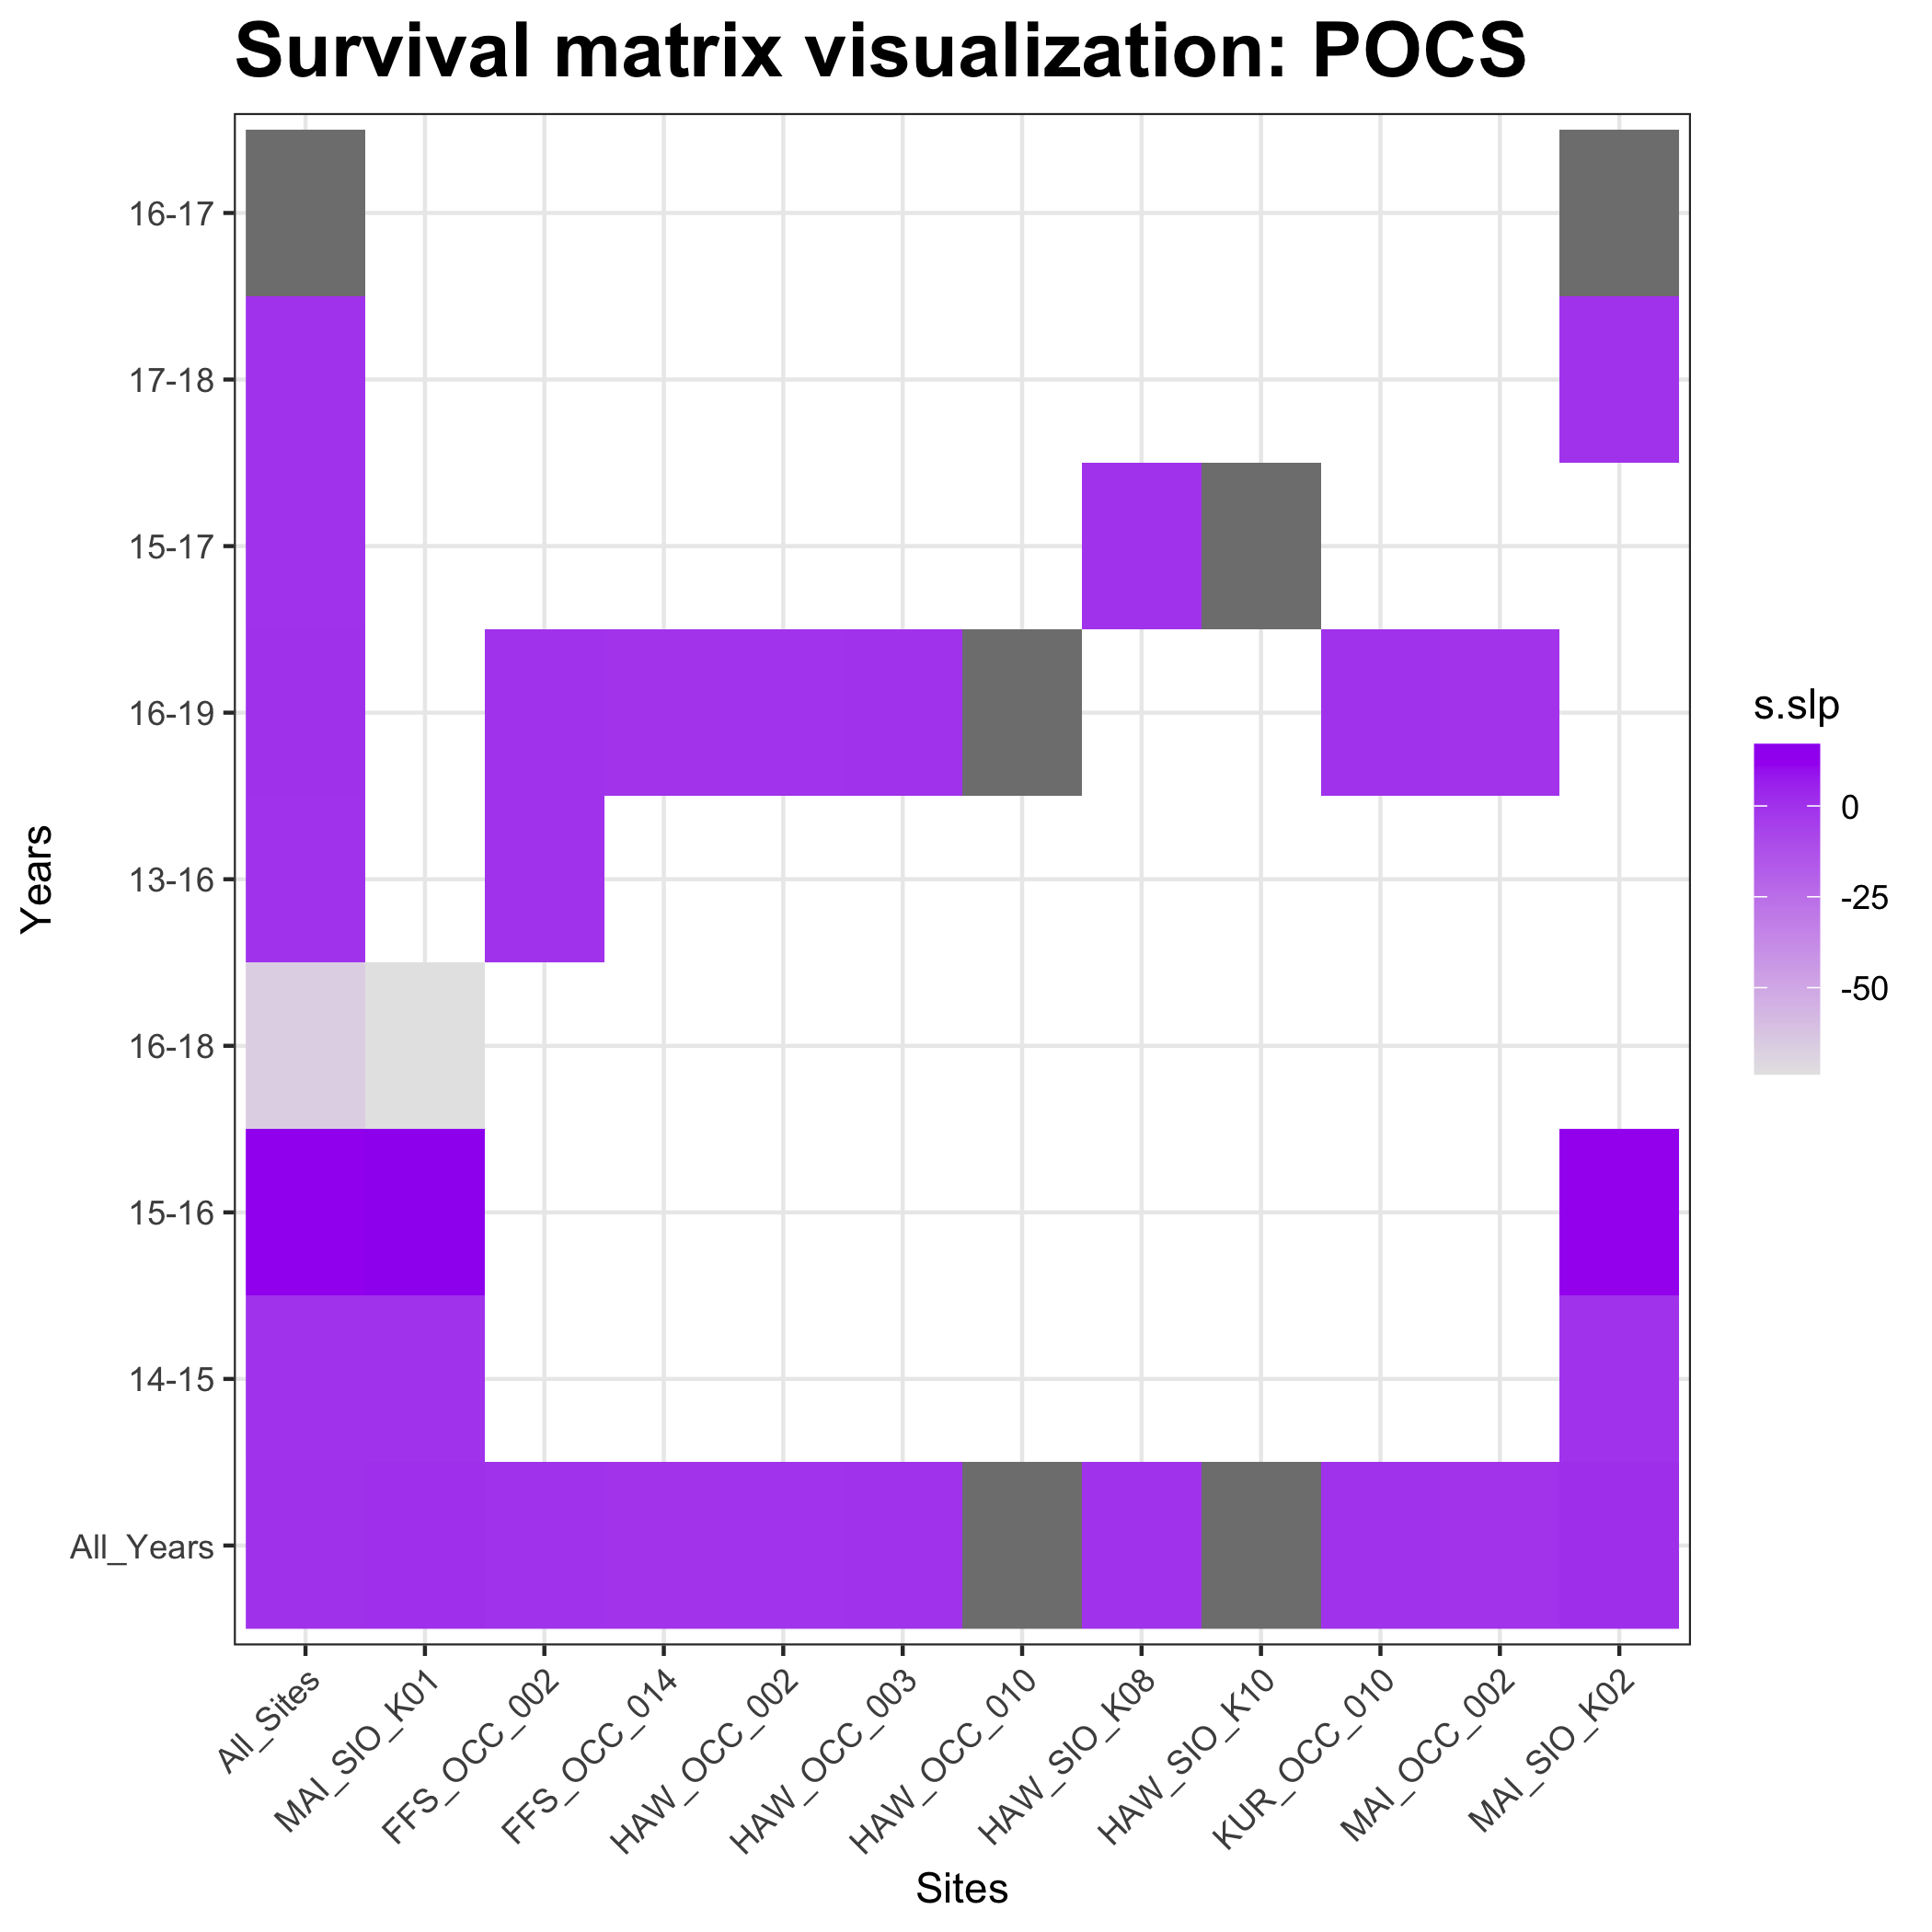 Survival matrix visualization: POCS
Years
16-17
17-18
15-17
16-19
13-16
16-18
15-16
14-15
All_Years
All_Sites
MAI_SIO_K01
FFS_OCC_002
FFS_OCC_014
HAW_OCC_002
HAW_OCC_003
HAW_OCC_010
HAW_SIO_K08
HAW_SIO_K10
KUR_OCC_010
MAI_OCC_002
MAI_SIO_K02
Sites
s.slp
0
-25
-50